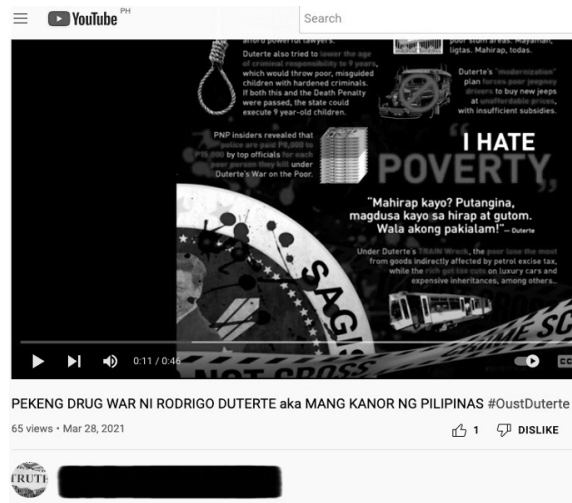 YouTube PH
Search
afford powerful lawyers.
Duterte also tried to lower the age
of criminal responsibility to 9 years,
which would throw poor, misguided
children with hardened criminals.
If both this and the Death Penalty
were passed, the state could
execute 9 year-old children.
poor slum areas. Mayaman,
ligtas. Mahirap, todas.
Duterte's "modernization"
plan forces poor jeepney
drivers to buy new jeeps
at unaffordable prices,
with insufficient subsidies.
PNP insiders revealed that
police are paid P8,000 to
P15,000 by top officials for each
poor person they kill under
Duterte's War on the Poor.
"I HATE
POVERTY"
"Mahirap kayo? Putangina,
magdusa kayo sa hirap at gutom.
Wala akong pakialam!" – Duterte
Under Duterte's TRAIN Wreck, the poor lose the most
from goods indirectly affected by petrol excise tax,
while the rich got tax cuts on luxury cars and
expensive inheritances, among others..
SAGIS
CRIME SC
NOT CROSS
0:11 / 0:46
CC
PEKENG DRUG WAR NI RODRIGO DUTERTE aka MANG KANOR NG PILIPINAS #OustDuterte
65 views • Mar 28, 2021
1 DISLIKE
TRUTH